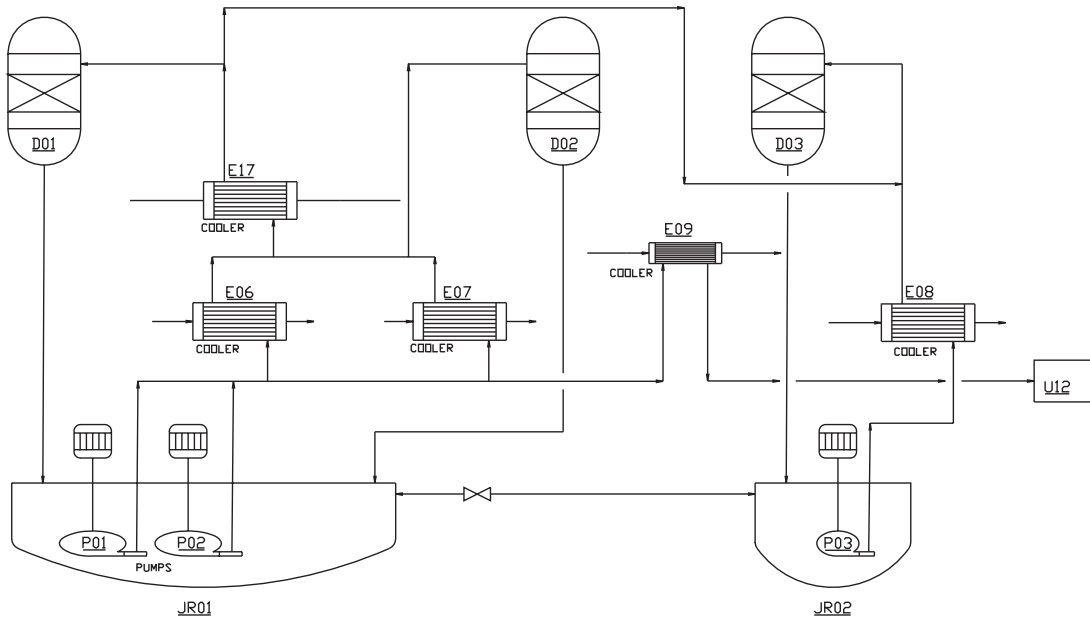 D01
D02
D03
E17
COOLER
E09
COOLER
E06
COOLER
E07
COOLER
E08
COOLER
U12
P01
P02
PUMPS
P03
JR01
JR02